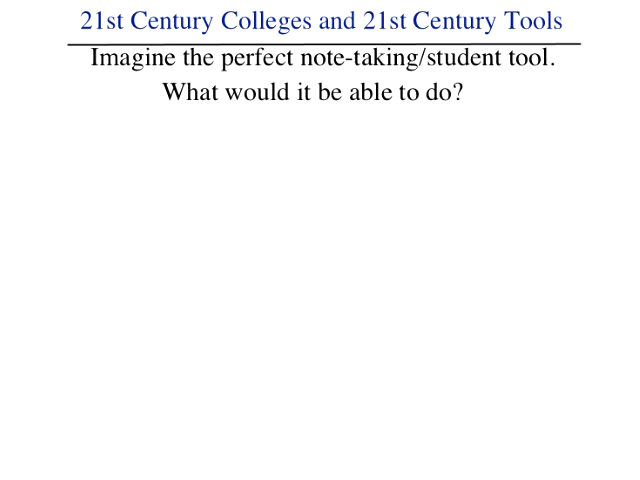 21st Century Colleges and 21st Century Tools
Imagine the perfect note-taking/student tool.
What would it be able to do?